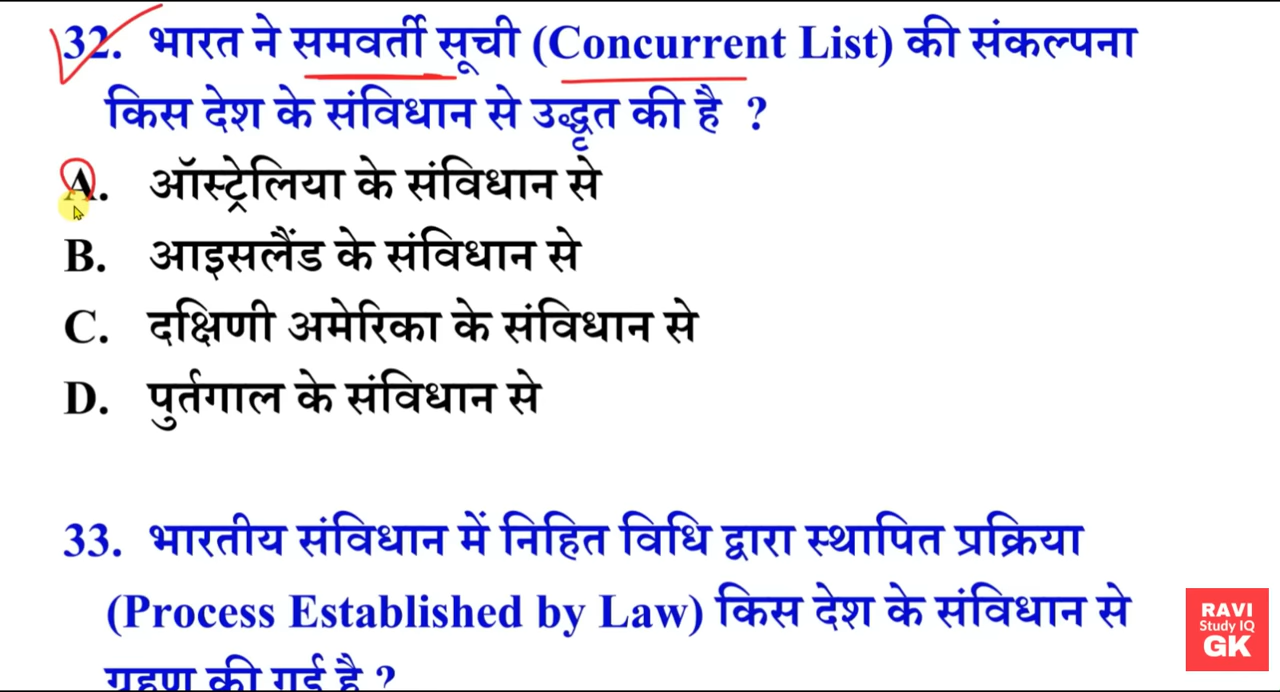 32. भारत ने समवर्ती सूची (Concurrent List) की संकल्पना
किस देश के संविधान से उद्धृत की है ?
A. ऑस्ट्रेलिया के संविधान से
B. आइसलैंड के संविधान से
C. दक्षिणी अमेरिका के संविधान से
D. पुर्तगाल के संविधान से
33. भारतीय संविधान में निहित विधि द्वारा स्थापित प्रक्रिया
(Process Established by Law) किस देश के संविधान से
ग्रहण की गई है ?
RAVI
Study IQ
GK